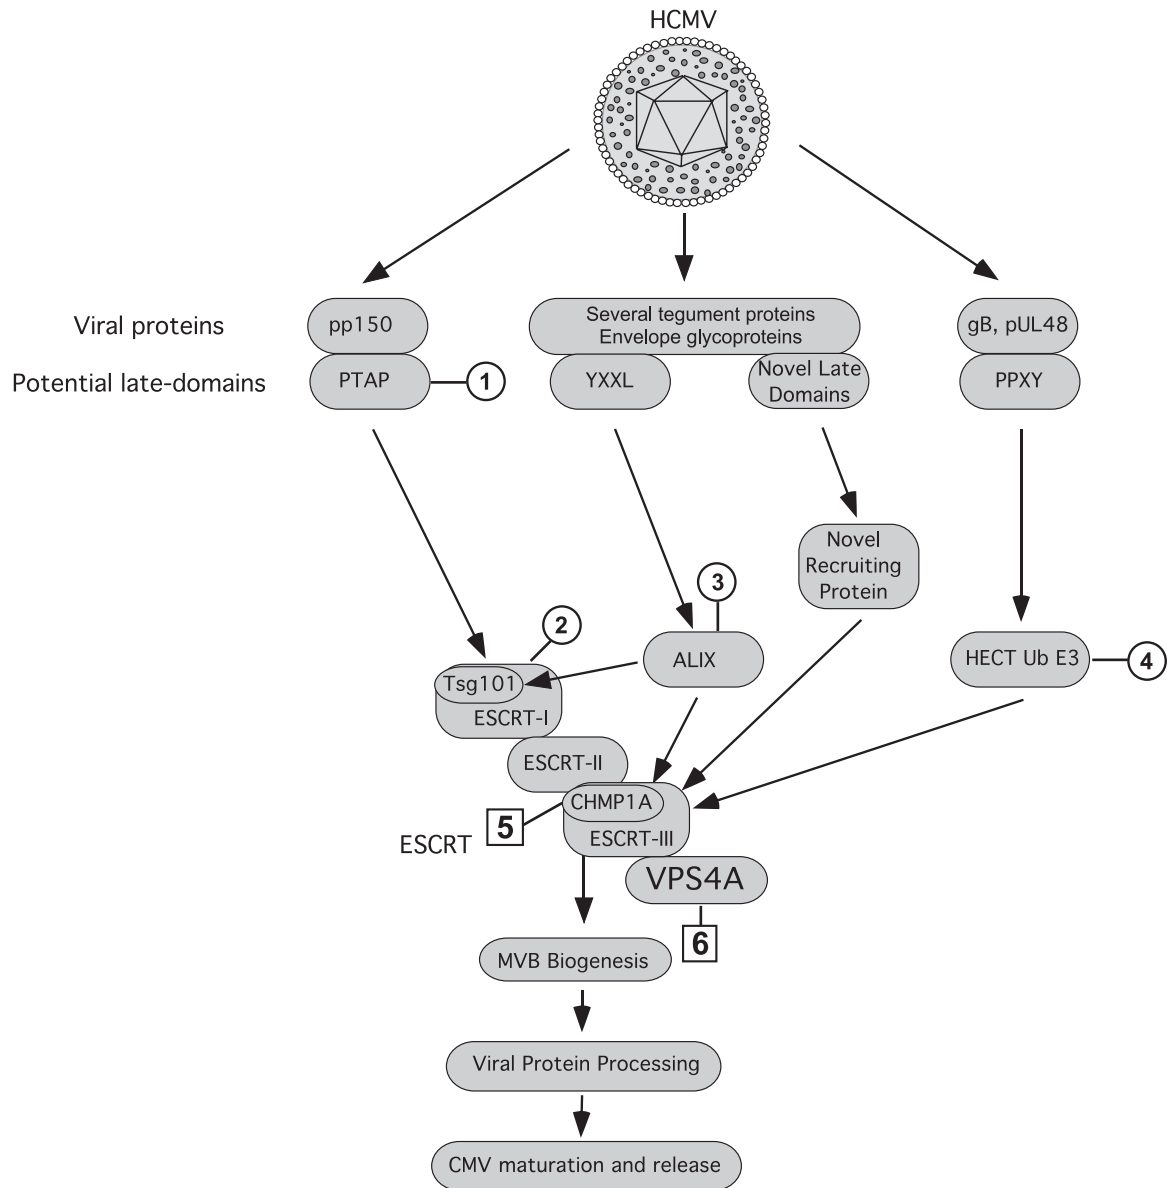 HCMV
Viral proteins
pp150
Several tegument proteins
Envelope glycoproteins
gB, pUL48
Potential late-domains
PTAP
1
YXXL
Novel Late
Domains
PPXY
Novel
Recruiting
Protein
3
2
ALIX
HECT Ub E3
4
Tsg101
ESCRT-I
ESCRT-II
CHMP1A
5
ESCRT-III
ESCRT
VPS4A
6
MVB Biogenesis
Viral Protein Processing
CMV maturation and release